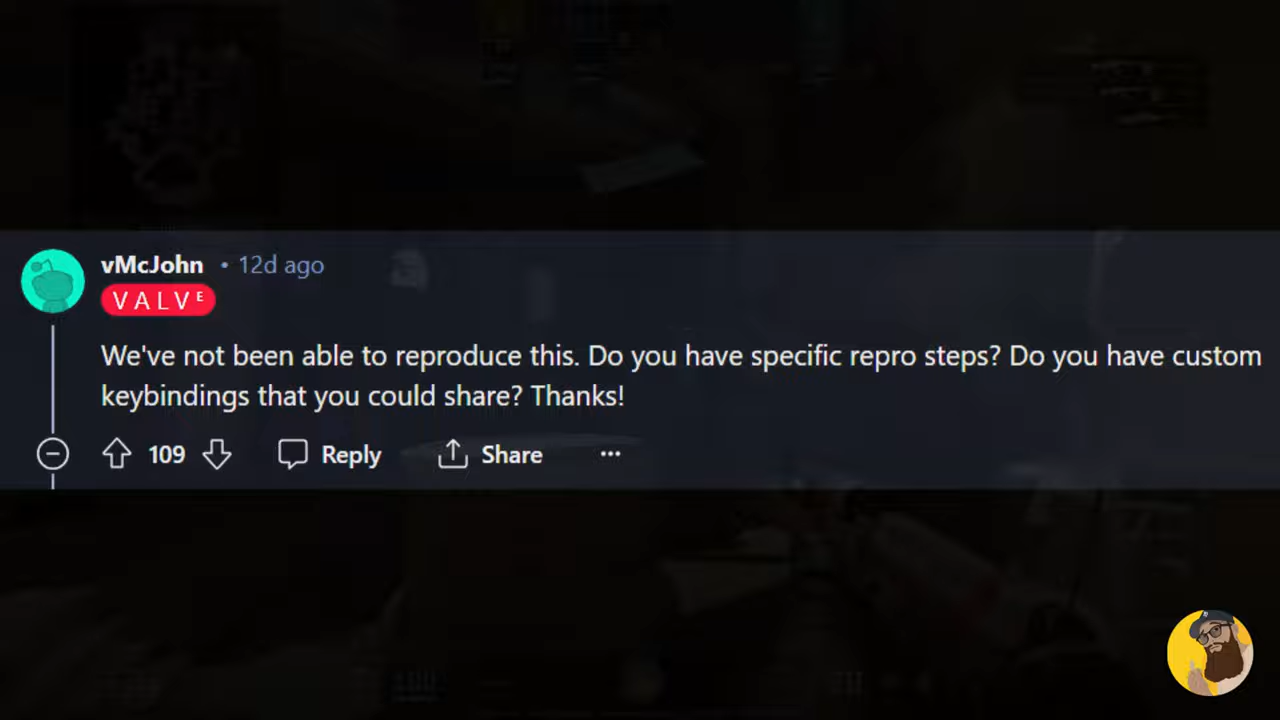 vMcJohn • 12d ago
VALVE
We've not been able to reproduce this. Do you have specific repro steps? Do you have custom
keybindings that you could share? Thanks!
109 Reply Share ...